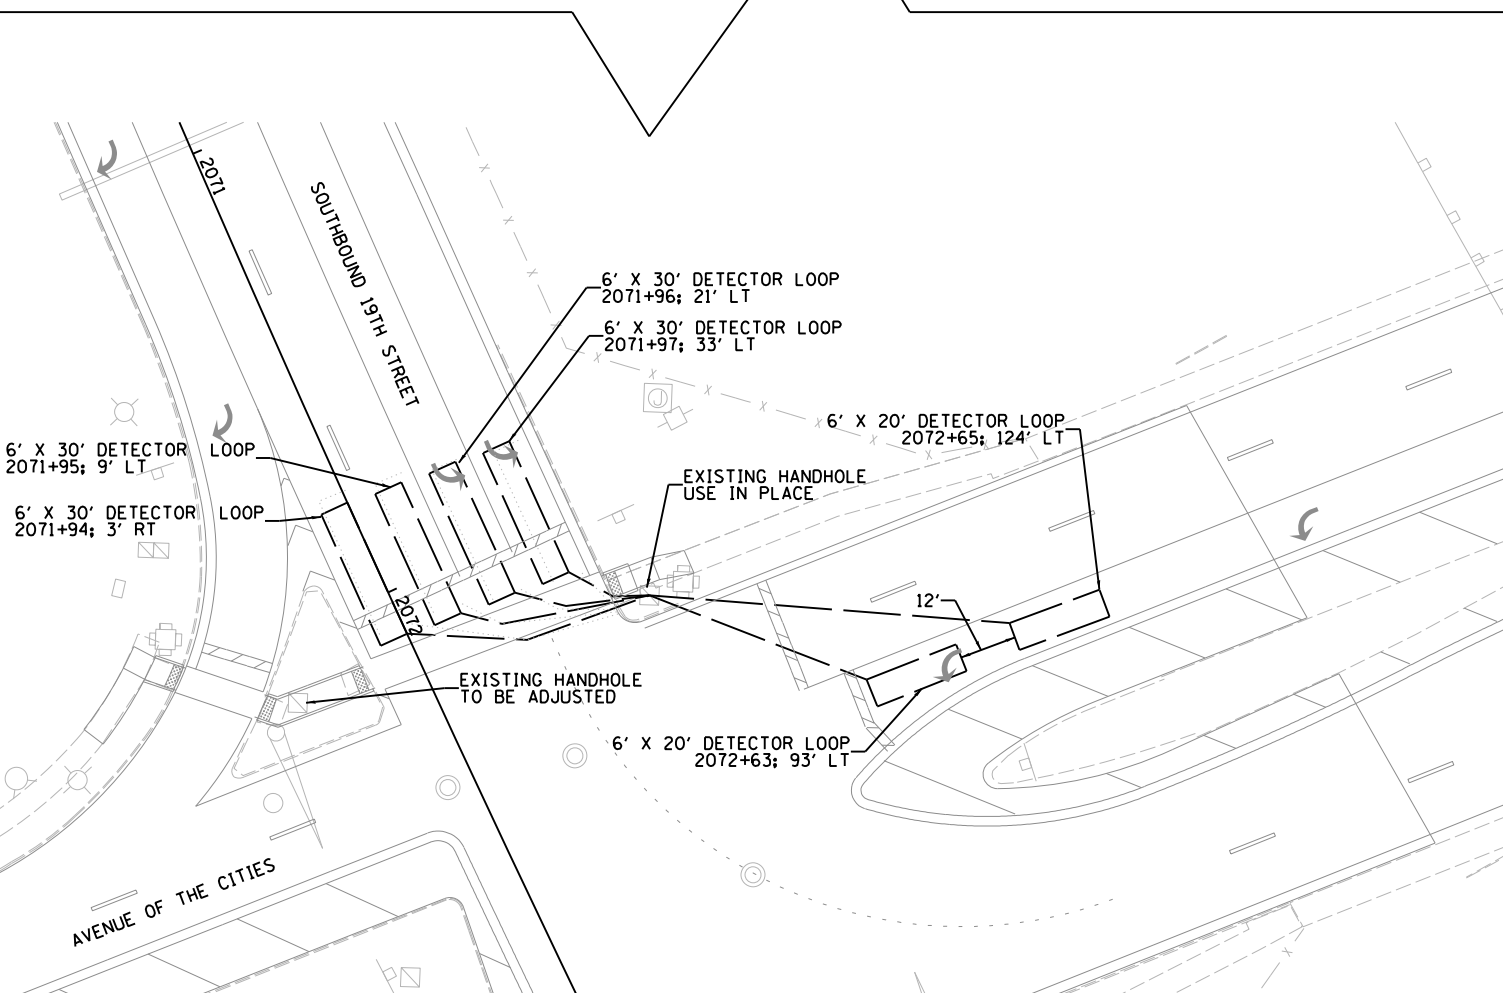 2071
SOUTHBOUND 19TH STREET
6' X 30' DETECTOR LOOP
2071+96; 21' LT
6' X 30' DETECTOR LOOP
2071+97; 33' LT
J
6' X 20' DETECTOR LOOP
2072+65; 124' LT
6' X 30' DETECTOR LOOP
2071+95; 9' LT
EXISTING HANDHOLE
USE IN PLACE
6' X 30' DETECTOR LOOP
2071+94; 3' RT
2072
12'
EXISTING HANDHOLE
TO BE ADJUSTED
6' X 20' DETECTOR LOOP
2072+63; 93' LT
AVENUE OF THE CITIES